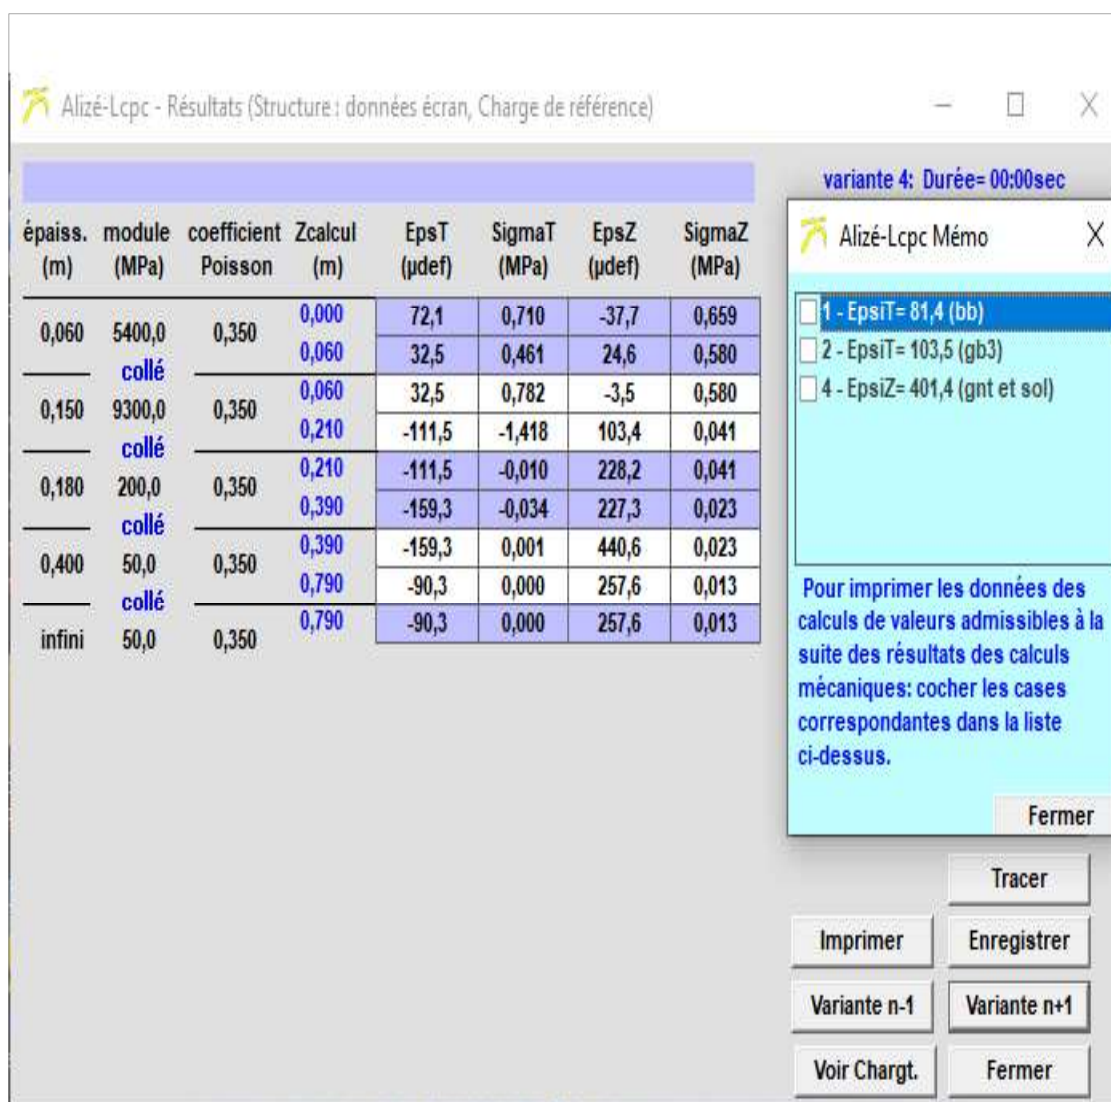 Alizé-Lcpc - Résultats (Structure : données écran, Charge de référence)
variante 4: Durée= 00:00sec
épaiss. module coefficient Zcalcul EpsT SigmaT EpsZ SigmaZ
(m) (MPa) Poisson (m) (µdef) (MPa) (µdef) (MPa)
0,000 72,1 0,710 -37,7 0,659
0,060 5400,0 0,350
0,060 32,5 0,461 24,6 0,580
collé
0,060 32,5 0,782 -3,5 0,580
0,150 9300,0 0,350
0,210 -111,5 -1,418 103,4 0,041
collé
0,210 -111,5 -0,010 228,2 0,041
0,180 200,0 0,350
0,390 -159,3 -0,034 227,3 0,023
collé
0,390 -159,3 0,001 440,6 0,023
0,400 50,0 0,350
0,790 -90,3 0,000 257,6 0,013
collé
0,790 -90,3 0,000 257,6 0,013
infini 50,0 0,350
Alizé-Lcpc Mémo
1 - EpsiT= 81,4 (bb)
2 - EpsiT= 103,5 (gb3)
4 - EpsiZ= 401,4 (gnt et sol)
Pour imprimer les données des
calculs de valeurs admissibles à la
suite des résultats des calculs
mécaniques: cocher les cases
correspondantes dans la liste
ci-dessus.
Fermer
Tracer
Imprimer Enregistrer
Variante n-1 Variante n+1
Voir Chargt. Fermer